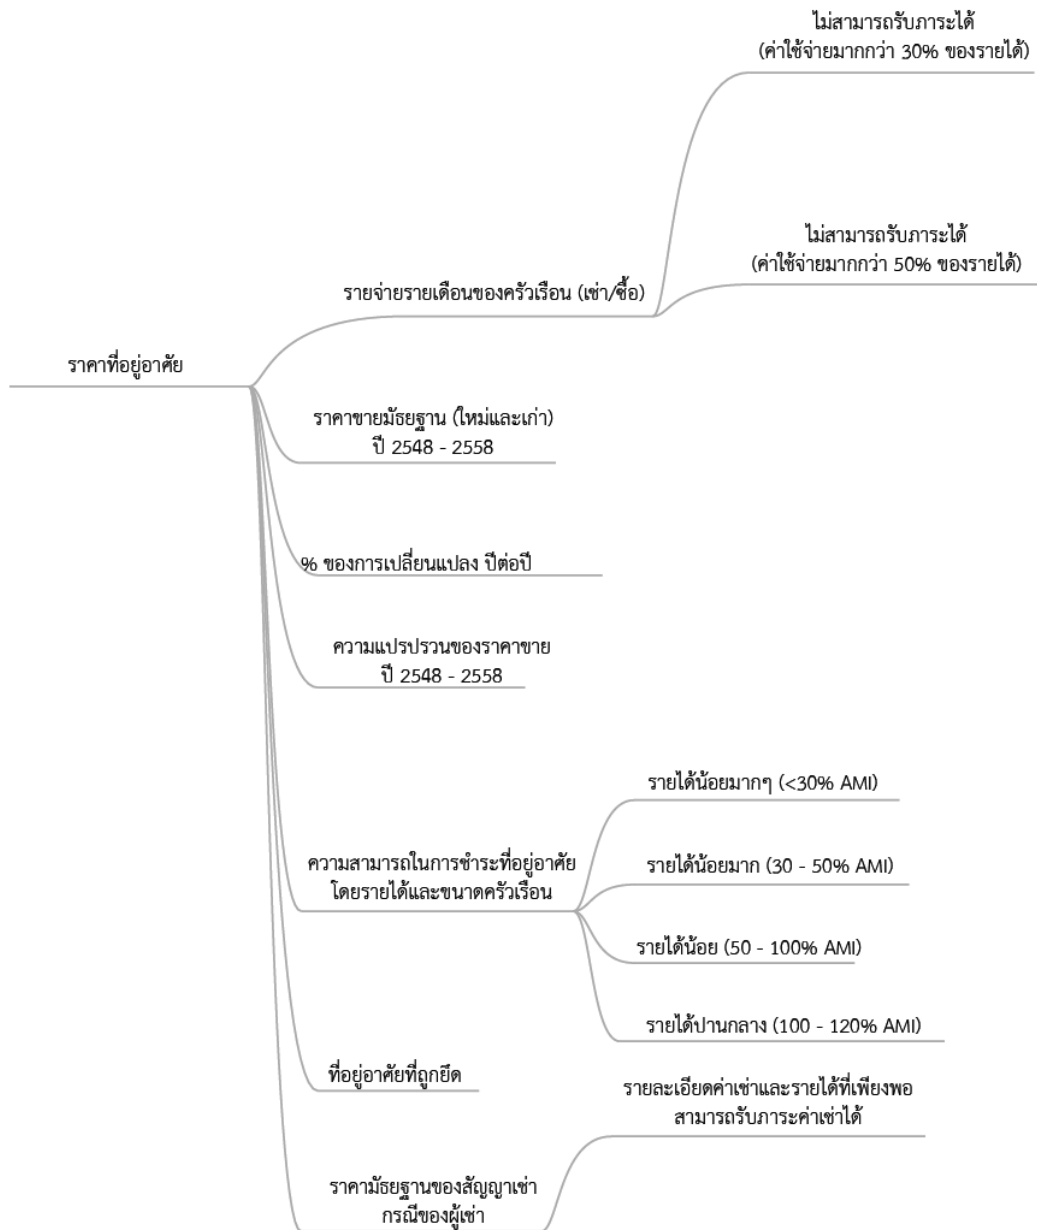 ไม่สามารถรับภาระได้
(ค่าใช้จ่ายมากกว่า 30% ของรายได้)
ไม่สามารถรับภาระได้
(ค่าใช้จ่ายมากกว่า 50% ของรายได้)
รายจ่ายรายเดือนของครัวเรือน (เช่า/ซื้อ)
ราคาที่อยู่อาศัย
ราคาขายมัธยฐาน (ใหม่และเก่า)
ปี 2548 - 2558
% ของการเปลี่ยนแปลง ปีต่อปี
ความแปรปรวนของราคาขาย
ปี 2548 - 2558
รายได้น้อยมากๆ (<30% AMI)
ความสามารถในการชำระที่อยู่อาศัย
โดยรายได้และขนาดครัวเรือน
รายได้น้อยมาก (30 - 50% AMI)
รายได้น้อย (50 - 100% AMI)
รายได้ปานกลาง (100 - 120% AMI)
ที่อยู่อาศัยที่ถูกยึด
รายละเอียดค่าเช่าและรายได้ที่เพียงพอ
สามารถรับภาระค่าเช่าได้
ราคามัธยฐานของสัญญาเช่า
กรณีของผู้เช่า